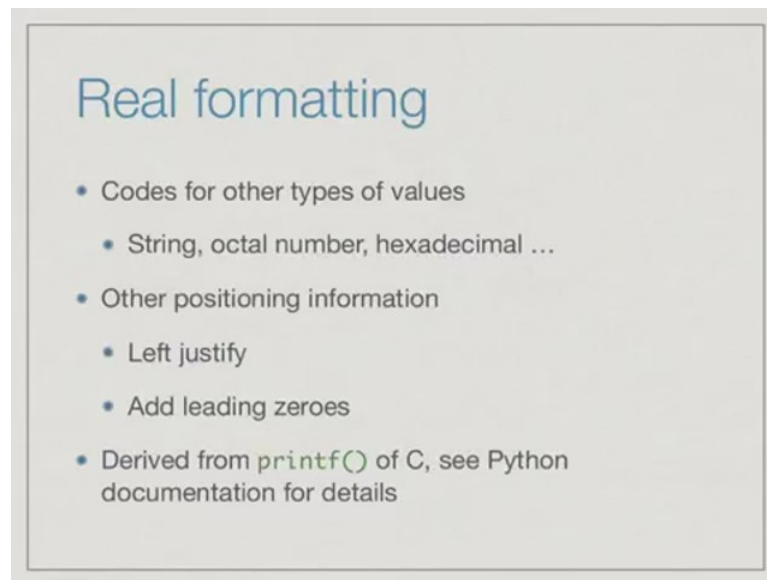 Real formatting
• Codes for other types of values
• String, octal number, hexadecimal ...
• Other positioning information
• Left justify
• Add leading zeroes
• Derived from printf() of C, see Python
documentation for details